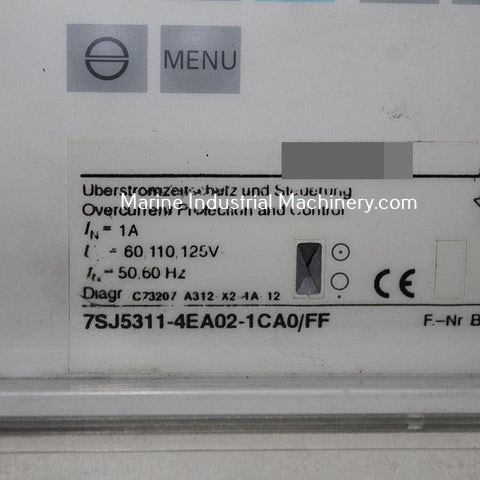 MENU
Überstromzeitschutz und Steuerung
Marine Industrial Machinery.com
Overcurrent Protection and Control
IN = 1A
= 60,110,125V
= 50,60 Hz
Diagr C73207 A312 X2 1A 12
CE
7SJ5311-4EA02-1CA0/FF F.-Nr B